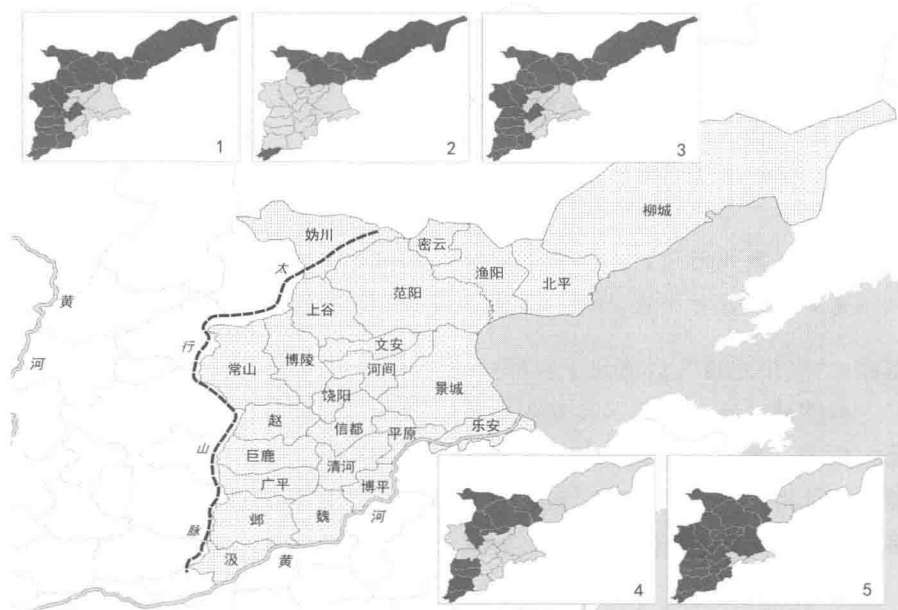 1
2
3
柳城
妫川
密云
太
渔阳
北平
范阳
黄
上谷
行
文安
河
常山
博陵
河间
景城
饶阳
赵
乐安
信都
平原
山
巨鹿
清河
广平
博平
脉
邺
魏
河
汲
黄
4
5